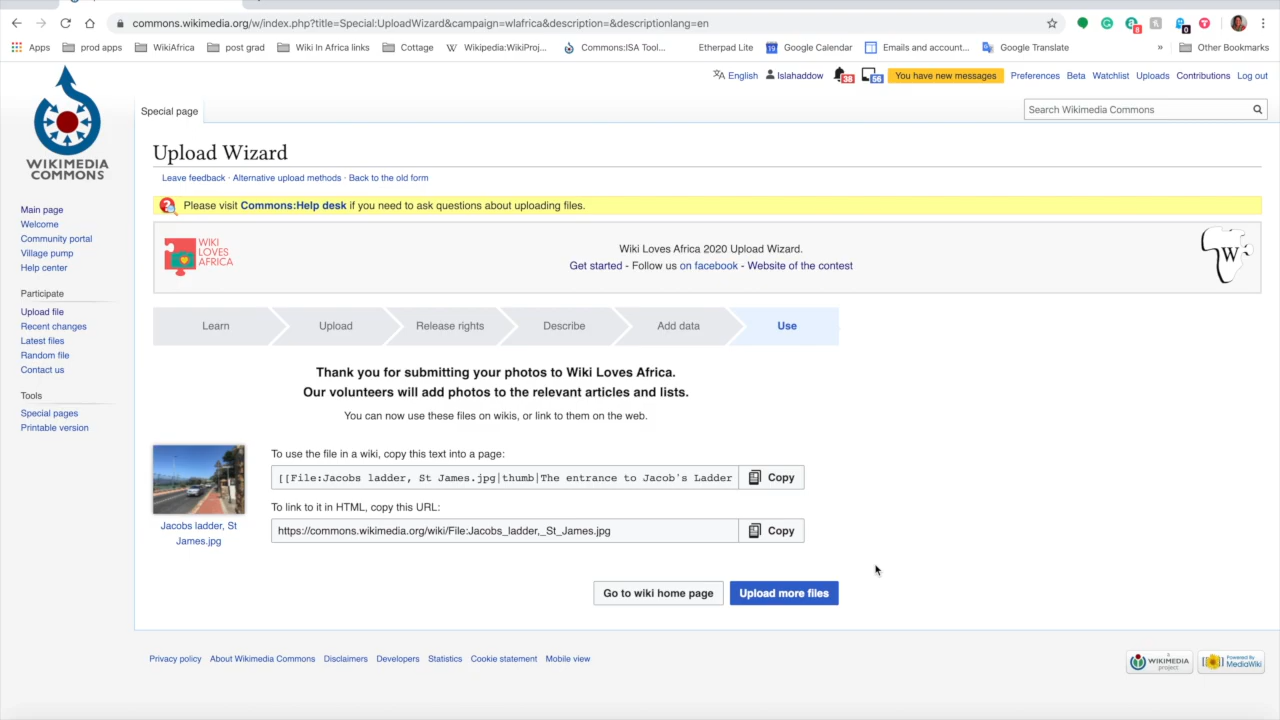 commons.wikimedia.org/w/index.php?title=Special:UploadWizard&campaign=wlafrica&description=&descriptionlang=en
8
0
Apps prod apps WikiAfrica post grad Wiki In Africa links Cottage Wikipedia:WikiProj... Commons:ISA Tool... Etherpad Lite 19 Google Calendar Emails and account... Google Translate » Other Bookmarks
English Islahaddow 38 56 You have new messages Preferences Beta Watchlist Uploads Contributions Log out
Special page
Search Wikimedia Commons
WIKIMEDIA
COMMONS
Upload Wizard
Leave feedback · Alternative upload methods · Back to the old form
Please visit Commons:Help desk if you need to ask questions about uploading files.
Main page
Welcome
Community portal
Village pump
Help center
Participate
Upload file
Recent changes
Latest files
Random file
Contact us
Tools
Special pages
Printable version
WIKI
LOVES
AFRICA
Wiki Loves Africa 2020 Upload Wizard.
Get started - Follow us on facebook - Website of the contest
W
Learn Upload Release rights Describe Add data Use
Thank you for submitting your photos to Wiki Loves Africa.
Our volunteers will add photos to the relevant articles and lists.
You can now use these files on wikis, or link to them on the web.
To use the file in a wiki, copy this text into a page:
[[File:Jacobs ladder, St James.jpg|thumb|The entrance to Jacob's Ladder Copy
To link to it in HTML, copy this URL:
https://commons.wikimedia.org/wiki/File:Jacobs_ladder,_St_James.jpg Copy
Jacobs ladder, St
James.jpg
Go to wiki home page Upload more files
Privacy policy About Wikimedia Commons Disclaimers Developers Statistics Cookie statement Mobile view
A
WIKIMEDIA
project
Powered By
MediaWiki